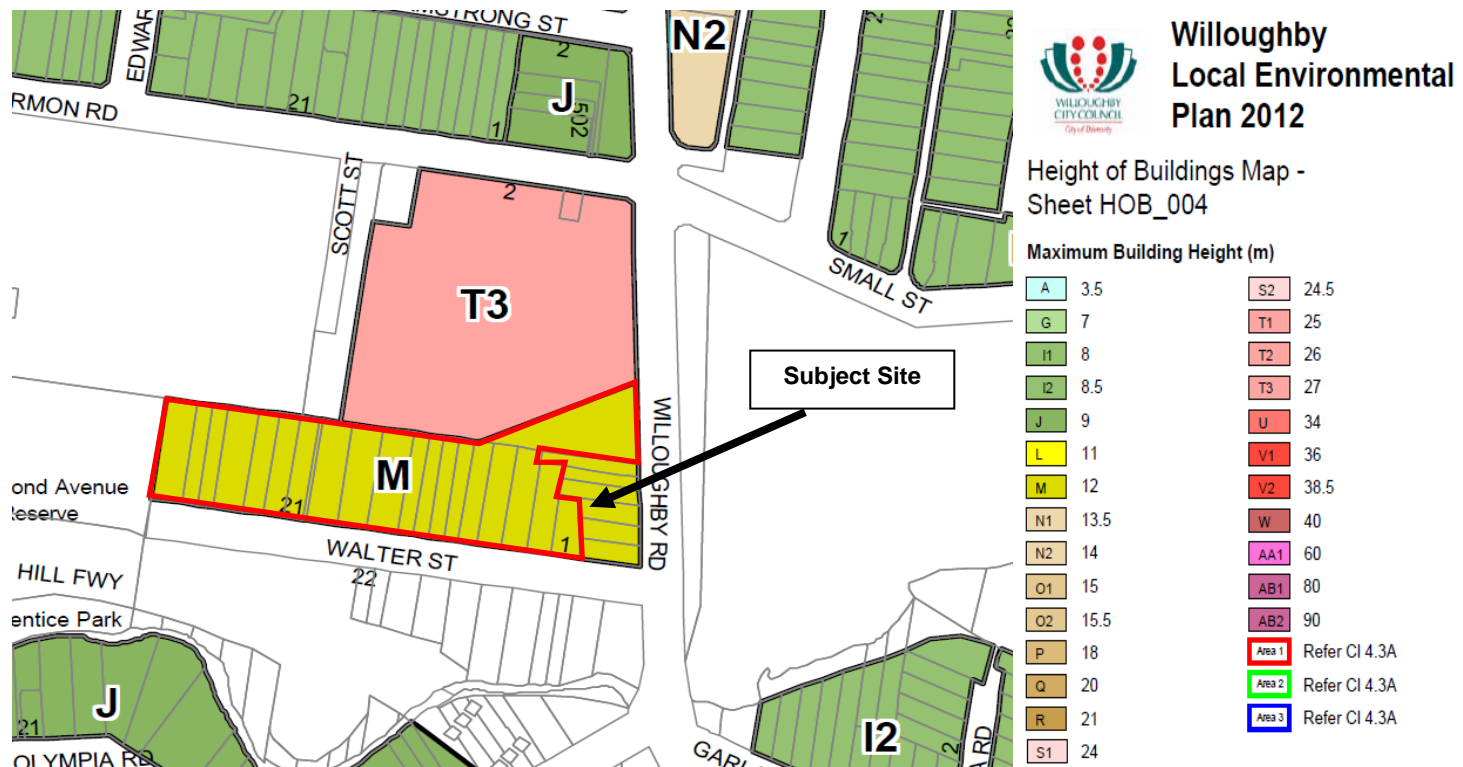 MSTRONG ST
N2
EDWAR
2
J
502
21
1
RMON RD
SCOTT ST
2
T3
1
SMALL ST
Subject Site
WILLOUGHBY RD
M
ond Avenue
Reserve
21
1
WALTER ST
22
HILL FWY
entice Park
J
21
OLYMPIA RD
I2
2
GARL
A RD
WILLOUGHBY
CITY COUNCIL
City of Diversity
Willoughby
Local Environmental
Plan 2012
Height of Buildings Map -
Sheet HOB_004
Maximum Building Height (m)
A 3.5
G 7
I1 8
I2 8.5
J 9
L 11
M 12
N1 13.5
N2 14
O1 15
O2 15.5
P 18
Q 20
R 21
S1 24
S2 24.5
T1 25
T2 26
T3 27
U 34
V1 36
V2 38.5
W 40
AA1 60
AB1 80
AB2 90
Area 1 Refer Cl 4.3A
Area 2 Refer Cl 4.3A
Area 3 Refer Cl 4.3A